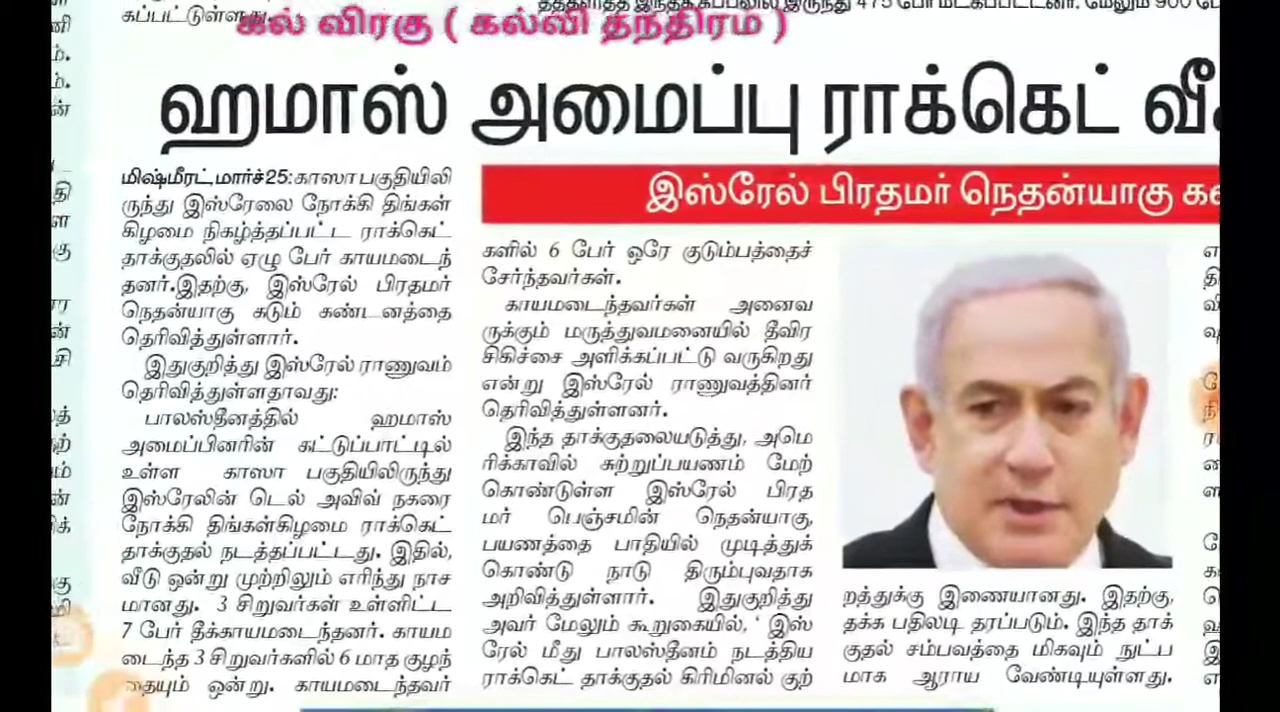 கப்பட்டுள்ளது.
கல் விரகு ( கல்வி தந்திரம் )
ஹமாஸ் அமைப்பு ராக்கெட்
இஸ்ரேல் பிரதமர் நெதன்யாகு
மிஷ்மீரட்,மார்ச்25:காஸா பகுதியிலி
ருந்து இஸ்ரேலை நோக்கி திங்கள்
கிழமை நிகழ்த்தப்பட்ட ராக்கெட்
தாக்குதலில் ஏழு பேர் காயமடைந்
தனர்.இதற்கு, இஸ்ரேல் பிரதமர்
நெதன்யாகு கடும் கண்டனத்தை
தெரிவித்துள்ளார்.
இதுகுறித்து இஸ்ரேல் ராணுவம்
தெரிவித்துள்ளதாவது:
பாலஸ்தீனத்தில் ஹமாஸ்
அமைப்பினரின் கட்டுப்பாட்டில்
உள்ள காஸா பகுதியிலிருந்து
இஸ்ரேலின் டெல் அவிவ் நகரை
நோக்கி திங்கள்கிழமை ராக்கெட்
தாக்குதல் நடத்தப்பட்டது. இதில்,
வீடு ஒன்று முற்றிலும் எரிந்து நாச
மானது. 3 சிறுவர்கள் உள்ளிட்ட
7 பேர் தீக்காயமடைந்தனர். காயம
டைந்த 3 சிறுவர்களில் 6 மாத குழந்
தையும் ஒன்று. காயமடைந்தவர்
களில் 6 பேர் ஒரே குடும்பத்தைச்
சேர்ந்தவர்கள்.
காயமடைந்தவர்கள் அனைவ
ருக்கும் மருத்துவமனையில் தீவிர
சிகிச்சை அளிக்கப்பட்டு வருகிறது
என்று இஸ்ரேல் ராணுவத்தினர்
தெரிவித்துள்ளனர்.
இந்த தாக்குதலையடுத்து, அமெ
ரிக்காவில் சுற்றுப்பயணம் மேற்
கொண்டுள்ள இஸ்ரேல் பிரத
மர் பெஞ்சமின் நெதன்யாகு,
பயணத்தை பாதியில் முடித்துக்
கொண்டு நாடு திரும்புவதாக
அறிவித்துள்ளார். இதுகுறித்து
அவர் மேலும் கூறுகையில், ' இஸ்
ரேல் மீது பாலஸ்தீனம் நடத்திய
ராக்கெட் தாக்குதல் கிரிமினல் குற்
றத்துக்கு இணையானது. இதற்கு,
தக்க பதிலடி தரப்படும். இந்த தாக்
குதல் சம்பவத்தை மிகவும் நுட்ப
மாக ஆராய வேண்டியுள்ளது.